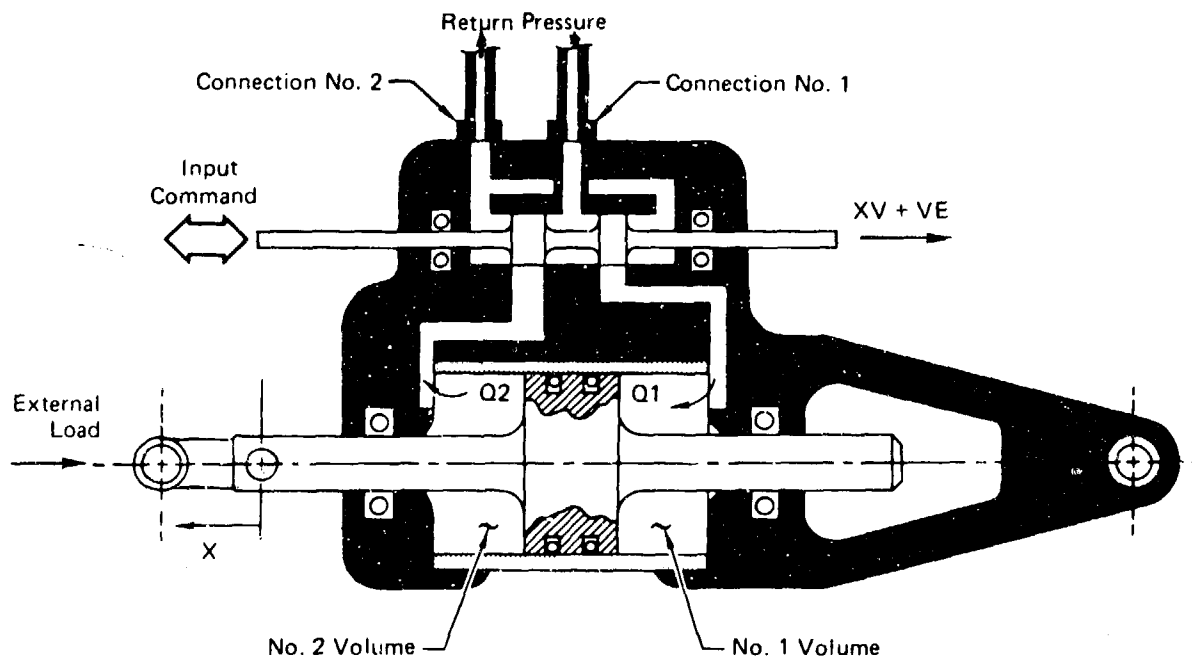 Return Pressure
Connection No. 2
Connection No. 1
Input
Command
XV + VE
Q2
Q1
External
Load
X
No. 2 Volume
No. 1 Volume